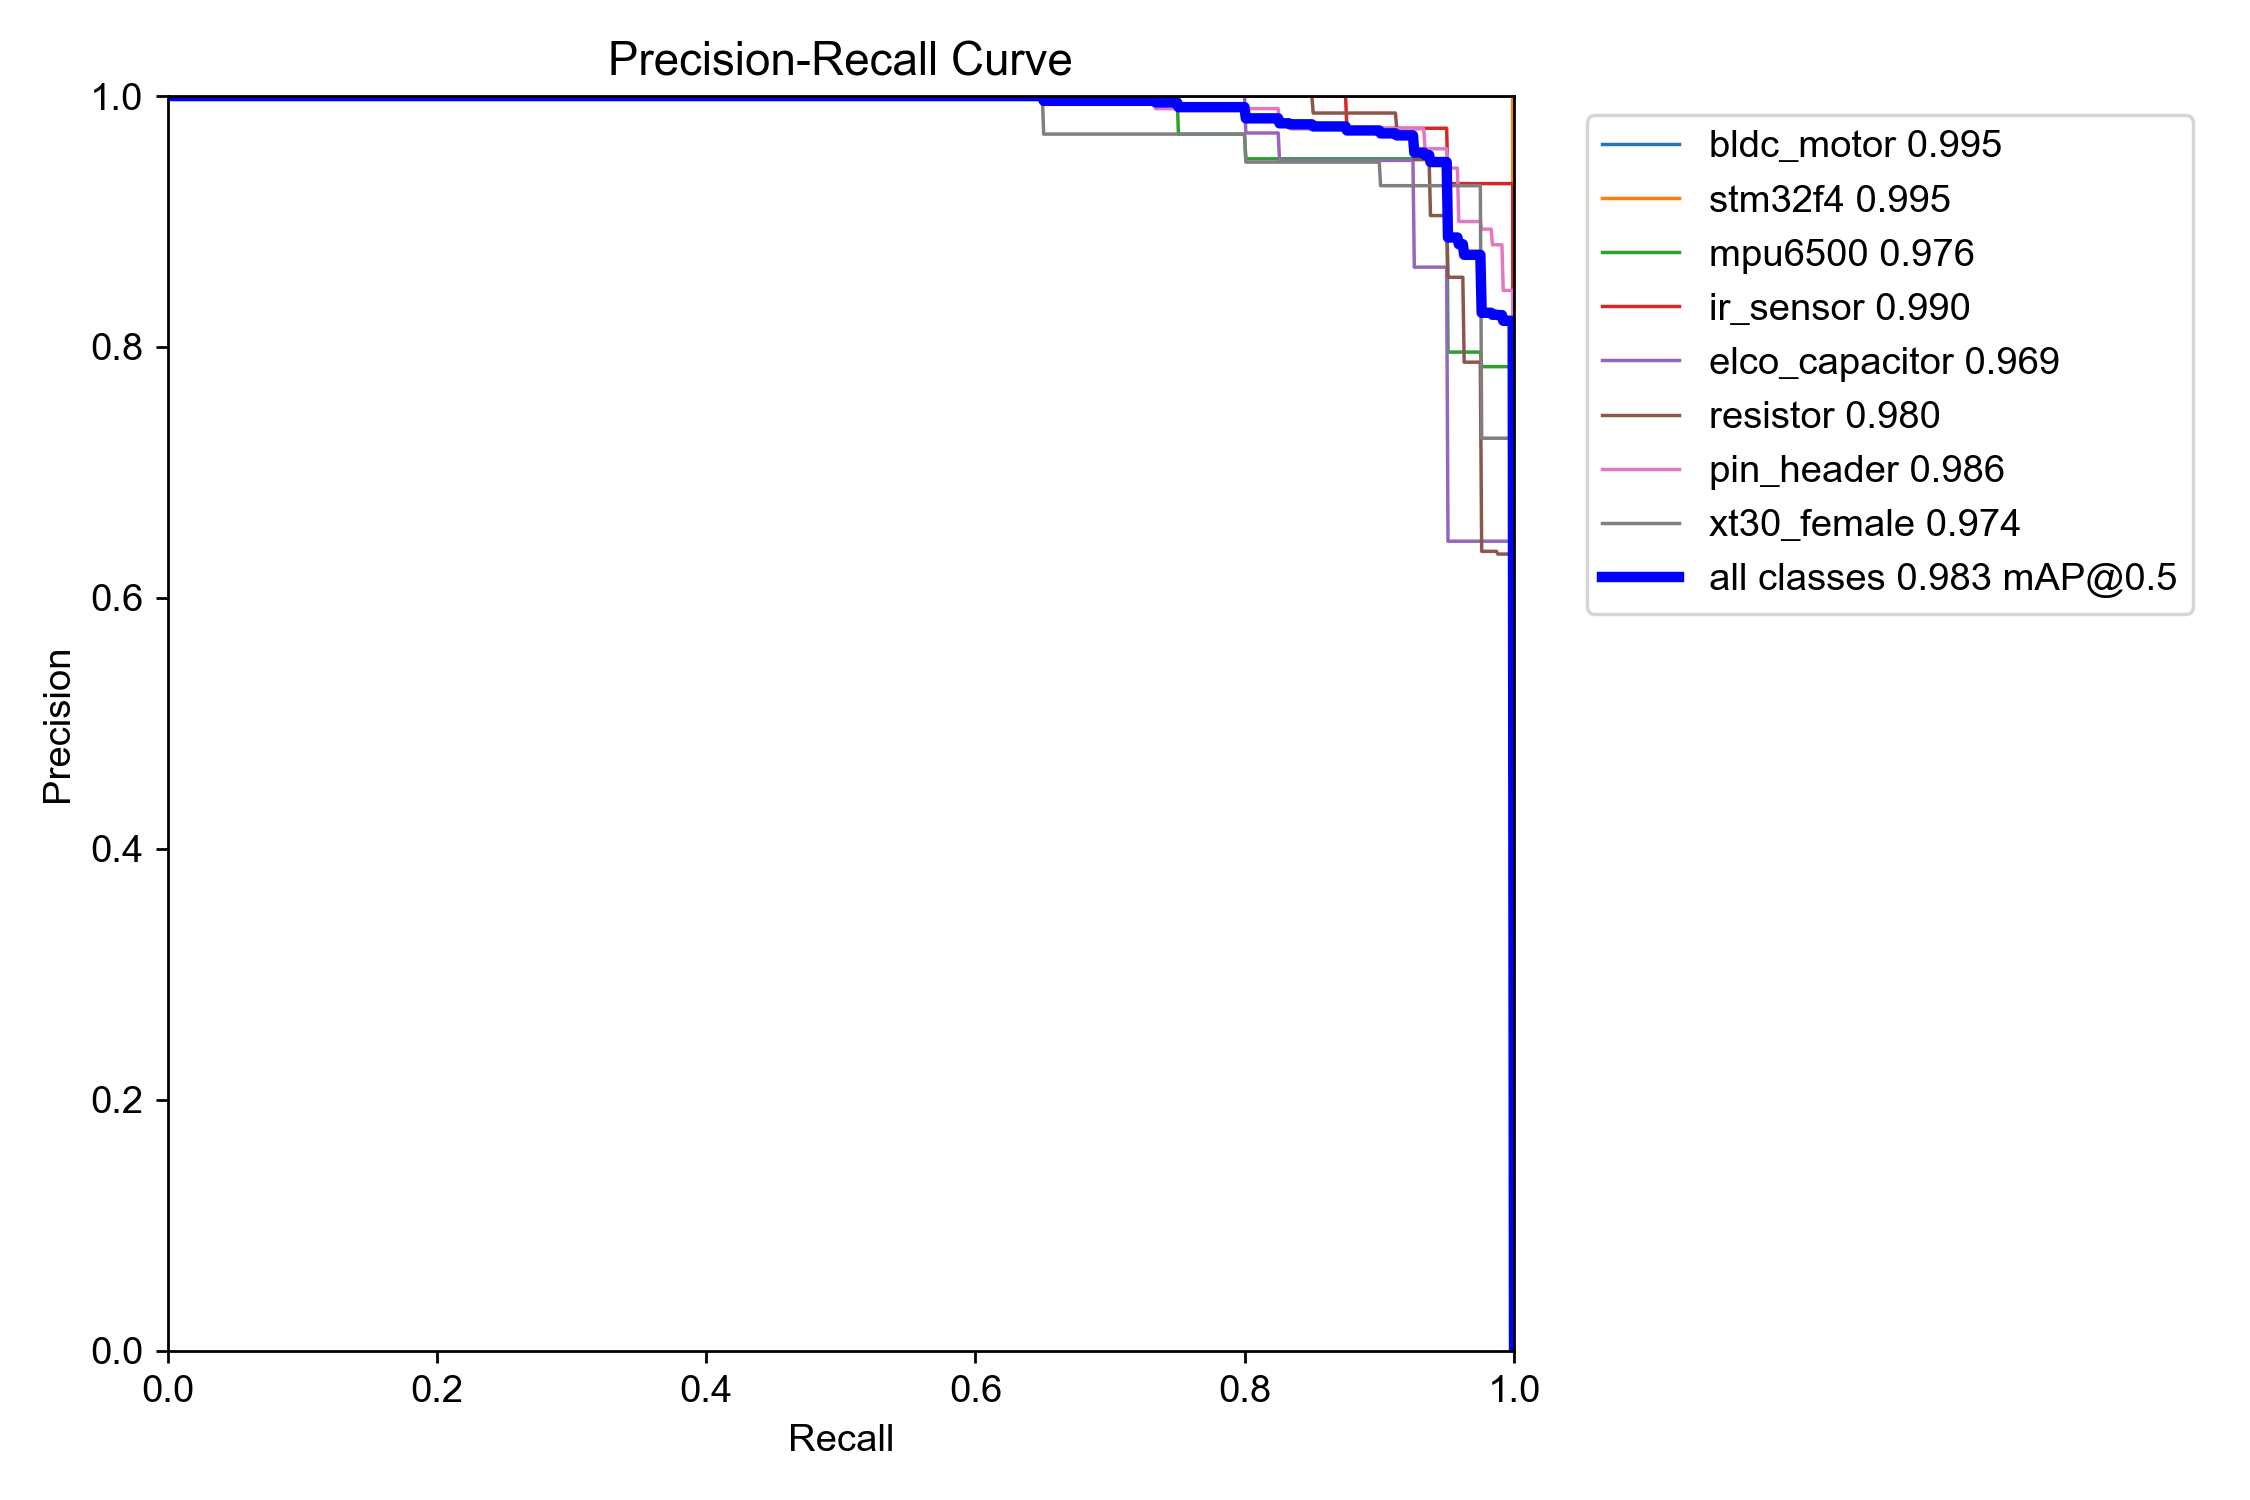 Precision-Recall Curve
1.0
0.8
0.6
0.4
0.2
0.0
Precision
0.0 0.2 0.4 0.6 0.8 1.0
Recall
bldc_motor 0.995
stm32f4 0.995
mpu6500 0.976
ir_sensor 0.990
elco_capacitor 0.969
resistor 0.980
pin_header 0.986
xt30_female 0.974
all classes 0.983 mAP@0.5